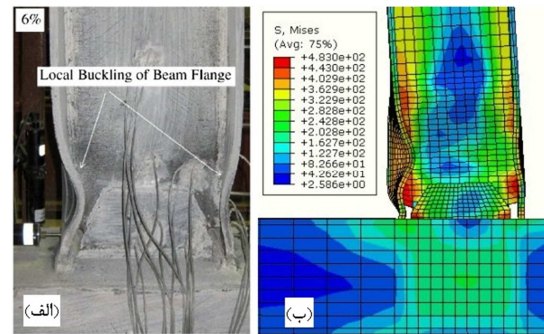 6%
Local Buckling of Beam Flange
(الف)
S, Mises
(Avg: 75%)
+4.830e+02
+4.430e+02
+4.029e+02
+3.629e+02
+3.229e+02
+2.828e+02
+2.428e+02
+2.028e+02
+1.627e+02
+1.227e+02
+8.266e+01
+4.262e+01
+2.586e+00
(ب)